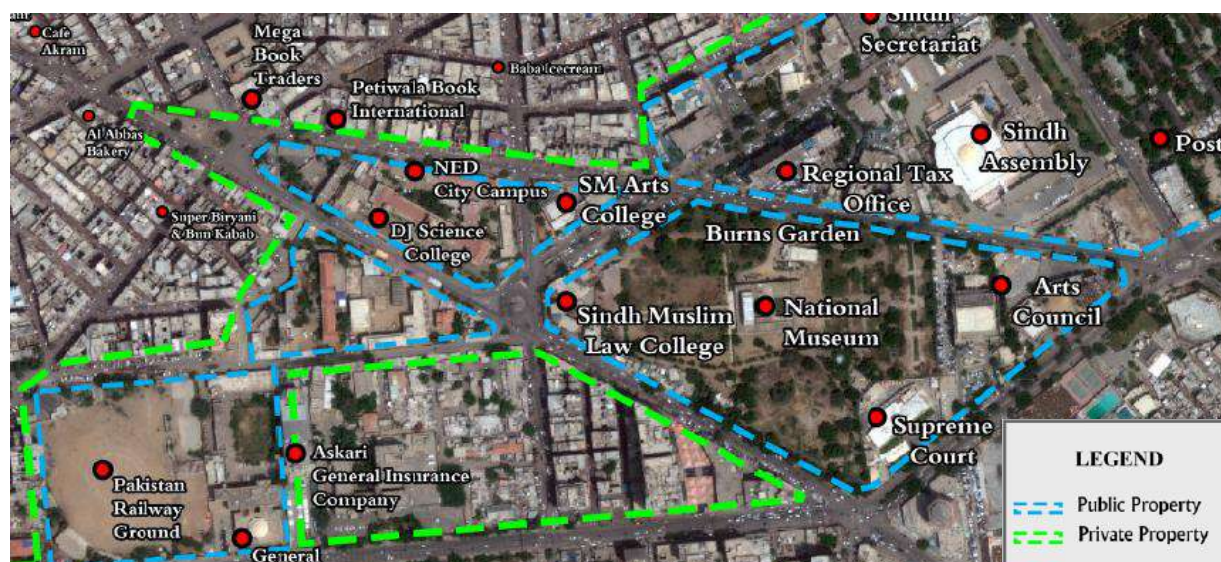 Cafe
Akram
Mega
Book
Traders
Sindh
Secretariat
Baba Icecream
Petiwala Book
International
Al Abbas
Bakery
Sindh
Assembly
Post
NED
City Campus
SM Arts
College
Regional Tax
Office
Super Biryani
& Bun Kabab
DJ Science
College
Burns Garden
Sindh Muslim
Law College
National
Museum
Arts
Council
Supreme
Court
Askari
General Insurance
Company
Pakistan
Railway
Ground
General
LEGEND
Public Property
Private Property